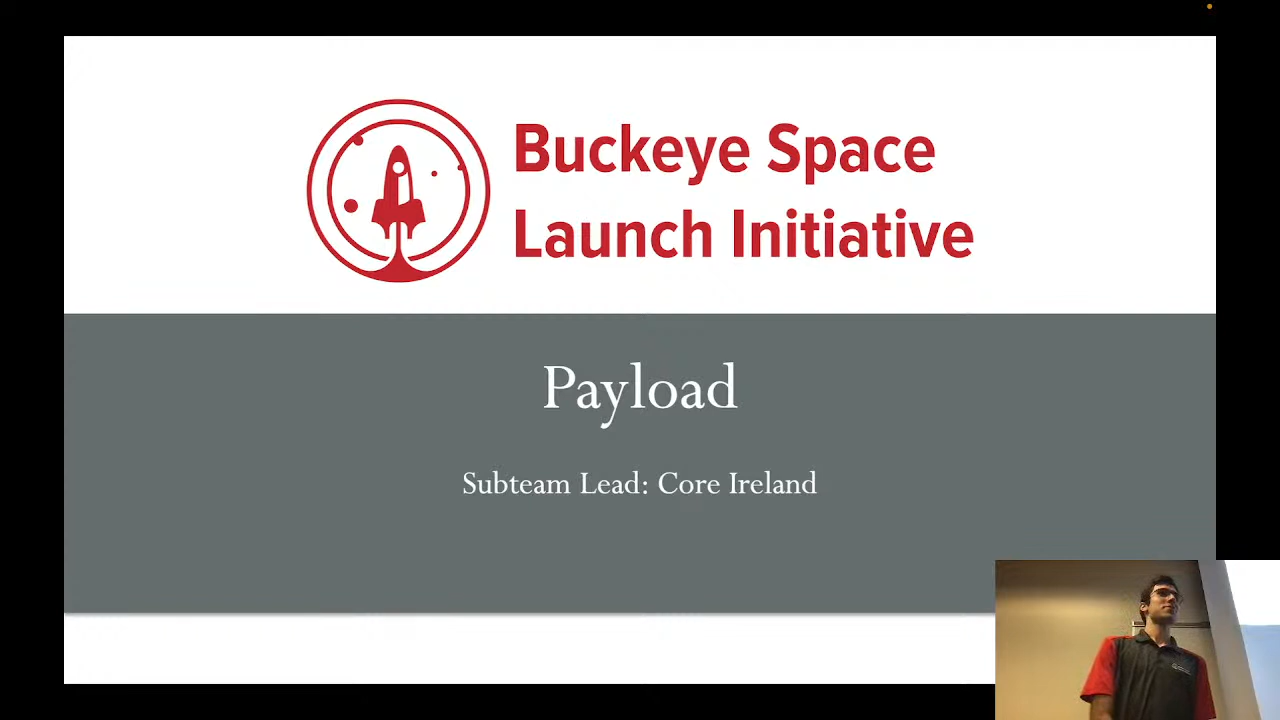 Buckeye Space
Launch Initiative
Payload
Subteam Lead: Core Ireland